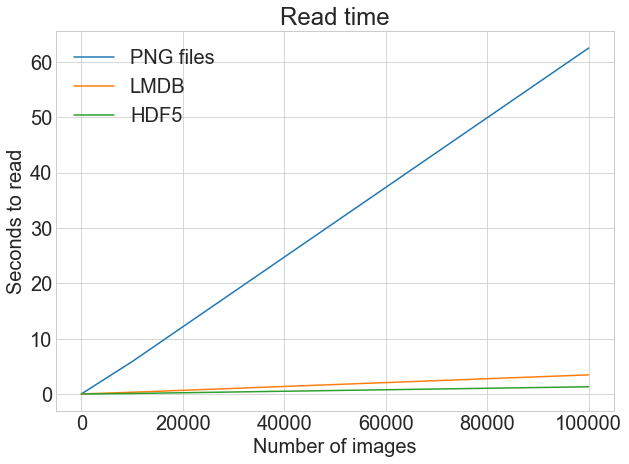 Read time
PNG files
LMDB
HDF5
Seconds to read
60
50
40
30
20
10
0
0 20000 40000 60000 80000 100000
Number of images